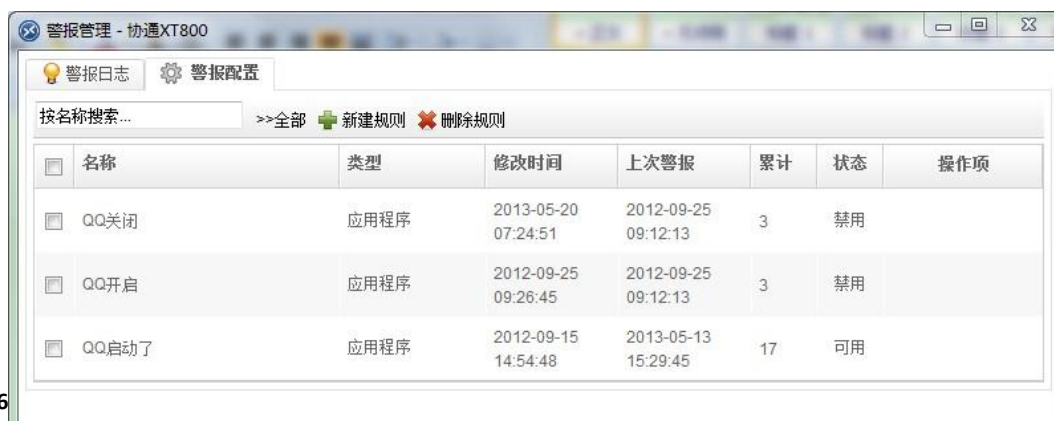 警报管理 - 协通XT800
警报日志 警报配置
按名称搜索... >>全部 新建规则 删除规则
名称 类型 修改时间 上次警报 累计 状态 操作项
QQ关闭 应用程序 2013-05-20 07:24:51 2012-09-25 09:12:13 3 禁用
QQ开启 应用程序 2012-09-25 09:26:45 2012-09-25 09:12:13 3 禁用
QQ启动了 应用程序 2012-09-15 14:54:48 2013-05-13 15:29:45 17 可用
6